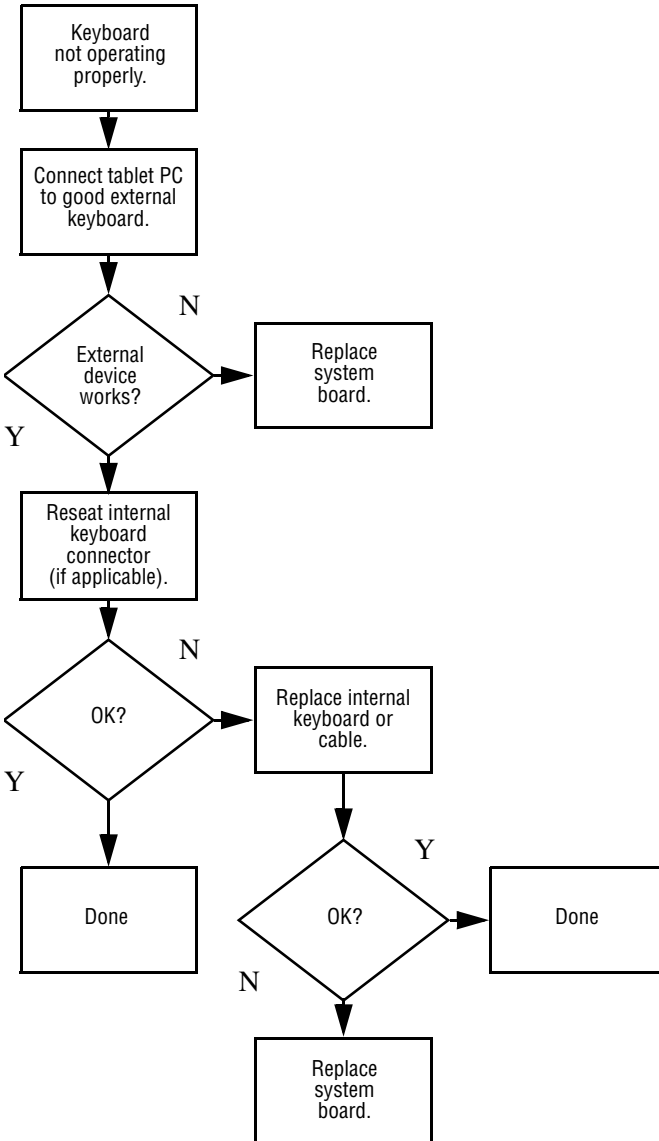 Keyboard
not operating
properly.
Connect tablet PC
to good external
keyboard.
N
External
device
works?
Replace
system
board.
Y
Reseat internal
keyboard
connector
(if applicable).
N
OK?
Replace internal
keyboard or
cable.
Y
Done
Y
OK?
Done
N
Replace
system
board.